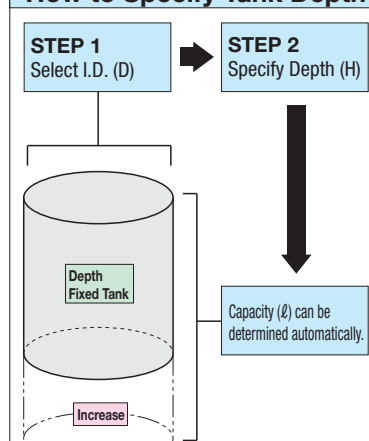 How to Specify Tank Depth
STEP 1
Select I.D. (D)
STEP 2
Specify Depth (H)
Depth
Fixed Tank
Capacity (ℓ) can be
determined automatically.
Increase